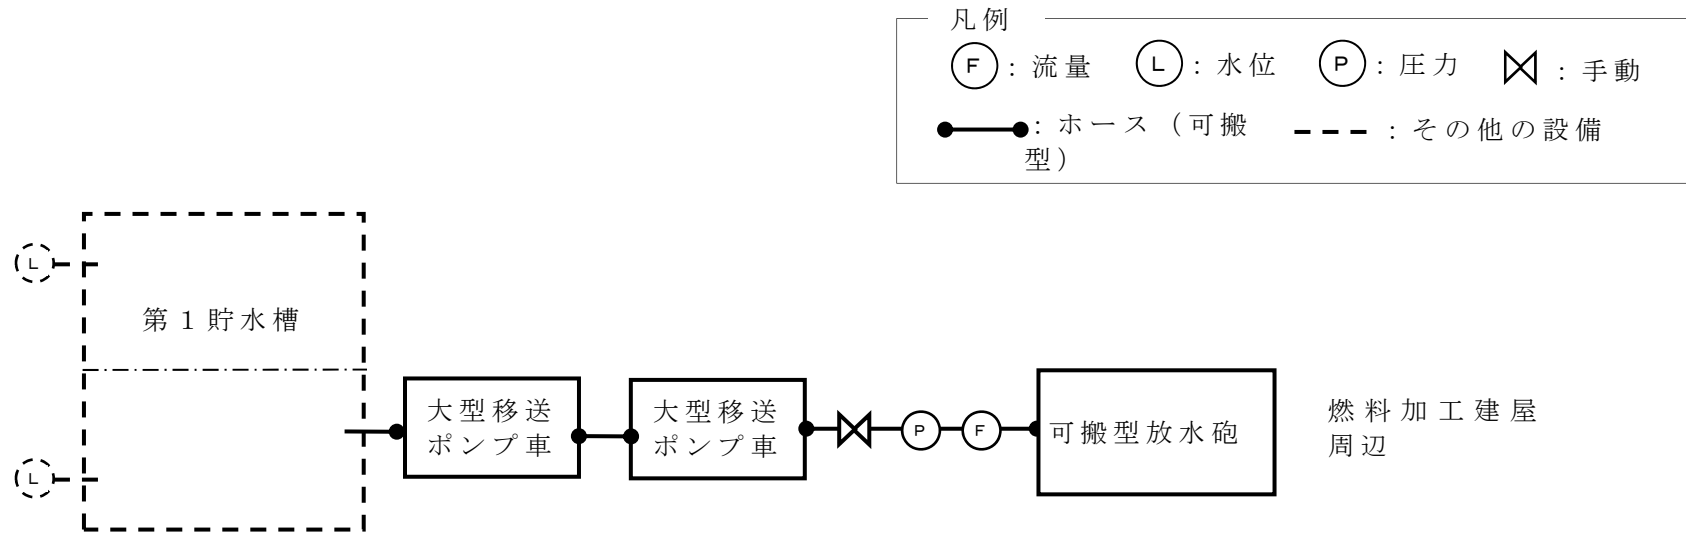 凡例
F : 流量 L : 水位 P : 圧力 : 手動
: ホース（可搬
型） : その他の設備
L
第１貯水槽
大型移送
ポンプ車
大型移送
ポンプ車
P
F
可搬型放水砲
燃料加工建屋
周辺
L